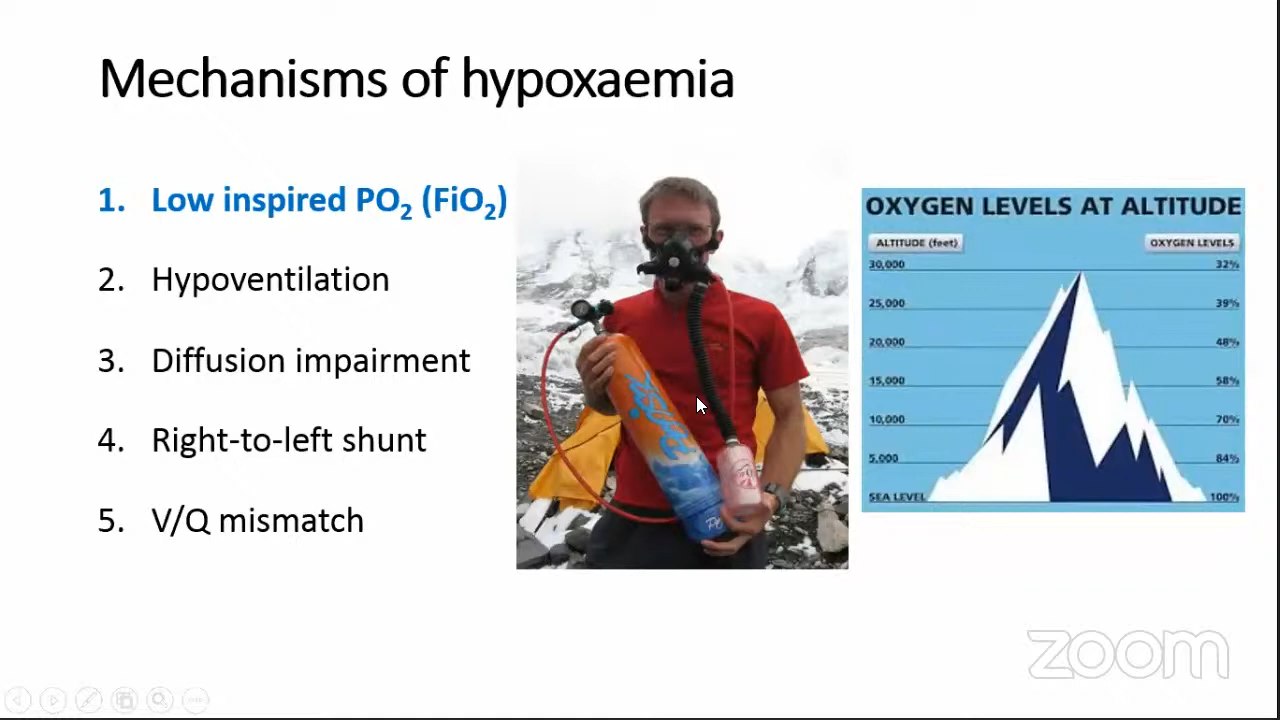 Mechanisms of hypoxaemia
1. Low inspired PO₂ (FiO₂)
2. Hypoventilation
3. Diffusion impairment
4. Right-to-left shunt
5. V/Q mismatch
OXYGEN LEVELS AT ALTITUDE
ALTITUDE (feet) OXYGEN LEVELS
30,000 32%
25,000 39%
20,000 48%
15,000 58%
10,000 70%
5,000 84%
SEA LEVEL 100%
zoom